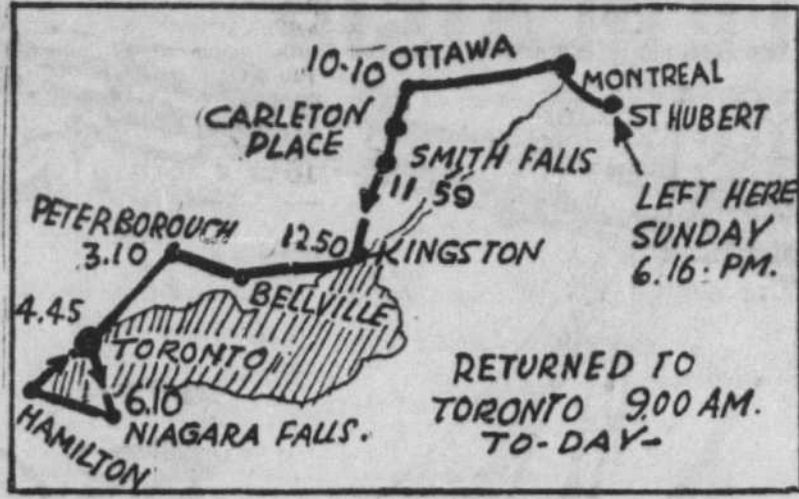 10-10 OTTAWA
MONTREAL
ST HUBERT
CARLETON
PLACE
SMITH FALLS
11 59
LEFT HERE
SUNDAY
6.16. PM.
PETERBOROUGH
3.10
12.50
KINGSTON
BELLVILLE
4.45
TORONTO
6.10
HAMILTON
NIAGARA FALLS.
RETURNED TO
TORONTO 9.00 AM.
TO-DAY-